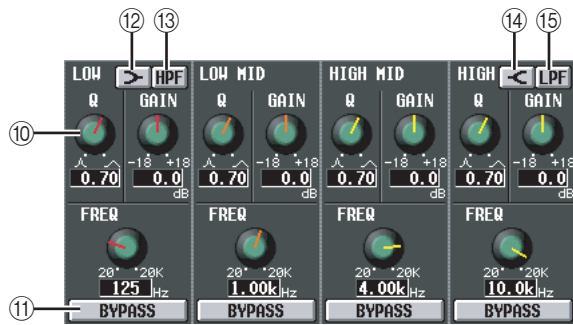 ⑫ ⑬ ⑭ ⑮
LOW HPF LOW MID HIGH MID HIGH LPF
Q GAIN Q GAIN Q GAIN Q GAIN
⑩
-18 +18 -18 +18 -18 +18 -18 +18
0.70 0.0 0.70 0.0 0.70 0.0 0.70 0.0
dB dB dB dB
FREQ FREQ FREQ FREQ
20 20K 20 20K 20 20K 20 20K
125 Hz 1.00k Hz 4.00k Hz 10.0k Hz
⑪ BYPASS BYPASS BYPASS BYPASS